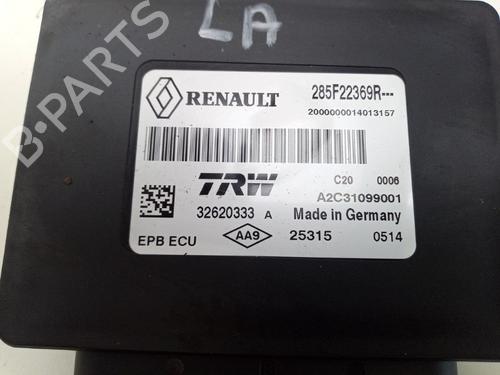 LA
B-PARTS
RENAULT 285F22369R---
2000000014013157
TRW C20 0006
A2C31099001
32620333 A Made in Germany
EPB ECU AA9 25315 0514